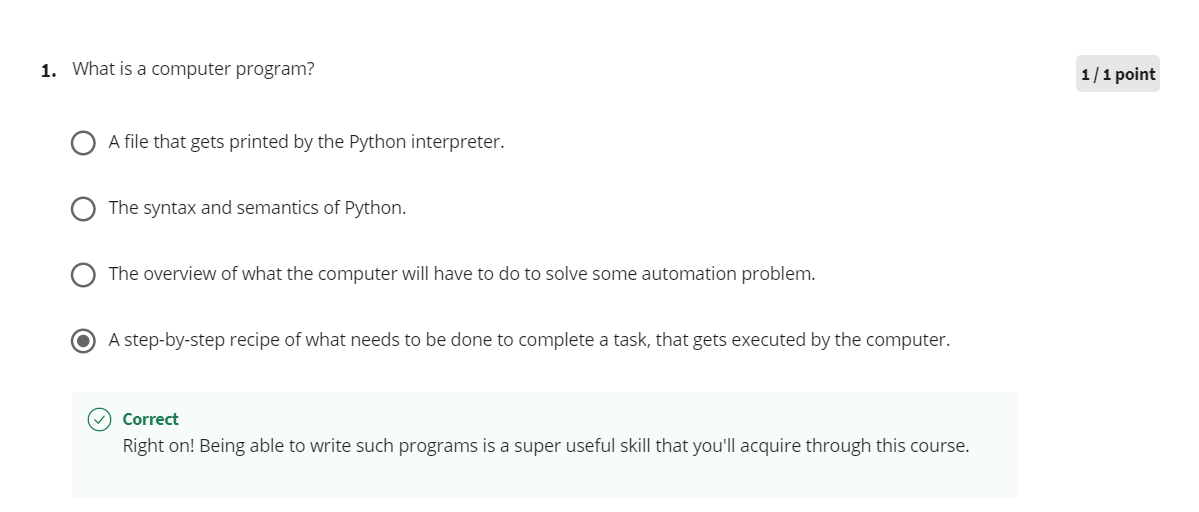 1. What is a computer program?
1 / 1 point
A file that gets printed by the Python interpreter.
The syntax and semantics of Python.
The overview of what the computer will have to do to solve some automation problem.
A step-by-step recipe of what needs to be done to complete a task, that gets executed by the computer.
Correct
Right on! Being able to write such programs is a super useful skill that you'll acquire through this course.